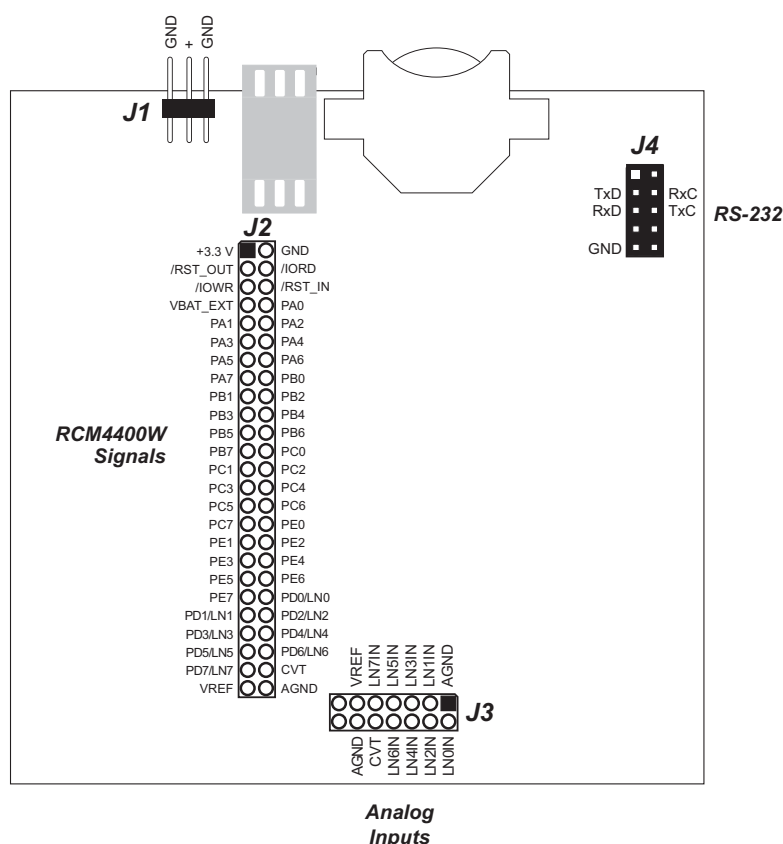 GND + GND
J1
J4
TxD RxC
RxD TxC
GND
RS-232
J2
+3.3 V GND
/RST_OUT /IORD
/IOWR /RST_IN
VBAT_EXT PA0
PA1 PA2
PA3 PA4
PA5 PA6
PA7 PB0
PB1 PB2
PB3 PB4
PB5 PB6
PB7 PC0
PC1 PC2
PC3 PC4
PC5 PC6
PC7 PE0
PE1 PE2
PE3 PE4
PE5 PE6
PE7 PD0/LN0
PD1/LN1 PD2/LN2
PD3/LN3 PD4/LN4
PD5/LN5 PD6/LN6
PD7/LN7 CVT
VREF AGND
RCM4400W
Signals
VREF LN7IN LN5IN LN3IN LN1IN AGND
J3
AGND CVT LN6IN LN4IN LN2IN LN0IN
Analog
Inputs